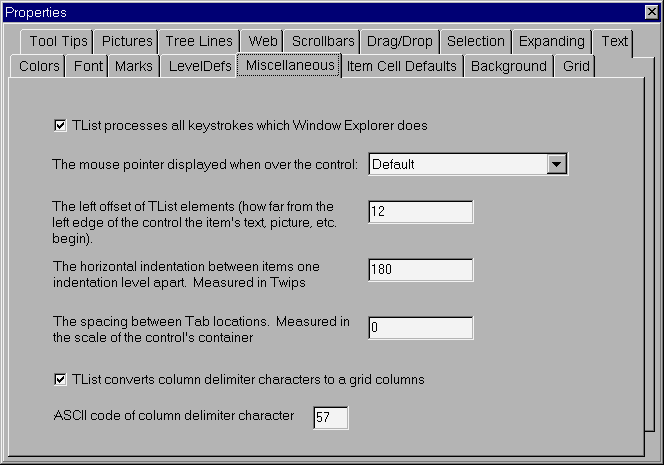 Properties
Tool Tips Pictures Tree Lines Web Scrollbars Drag/Drop Selection Expanding Text
Colors Font Marks LevelDefs Miscellaneous Item Cell Defaults Background Grid
TList processes all keystrokes which Window Explorer does
The mouse pointer displayed when over the control: Default
The left offset of TList elements (how far from the
left edge of the control the item's text, picture, etc.
begin).
12
The horizontal indentation between items one
indentation level apart. Measured in Twips
180
The spacing between Tab locations. Measured in
the scale of the control's container
0
TList converts column delimiter characters to a grid columns
ASCII code of column delimiter character 57